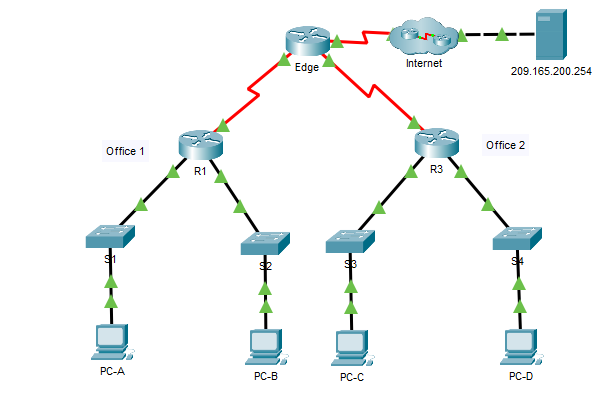 Edge
Internet
209.165.200.254
Office 1
R1
R3
Office 2
S1
S2
S3
S4
PC-A
PC-B
PC-C
PC-D